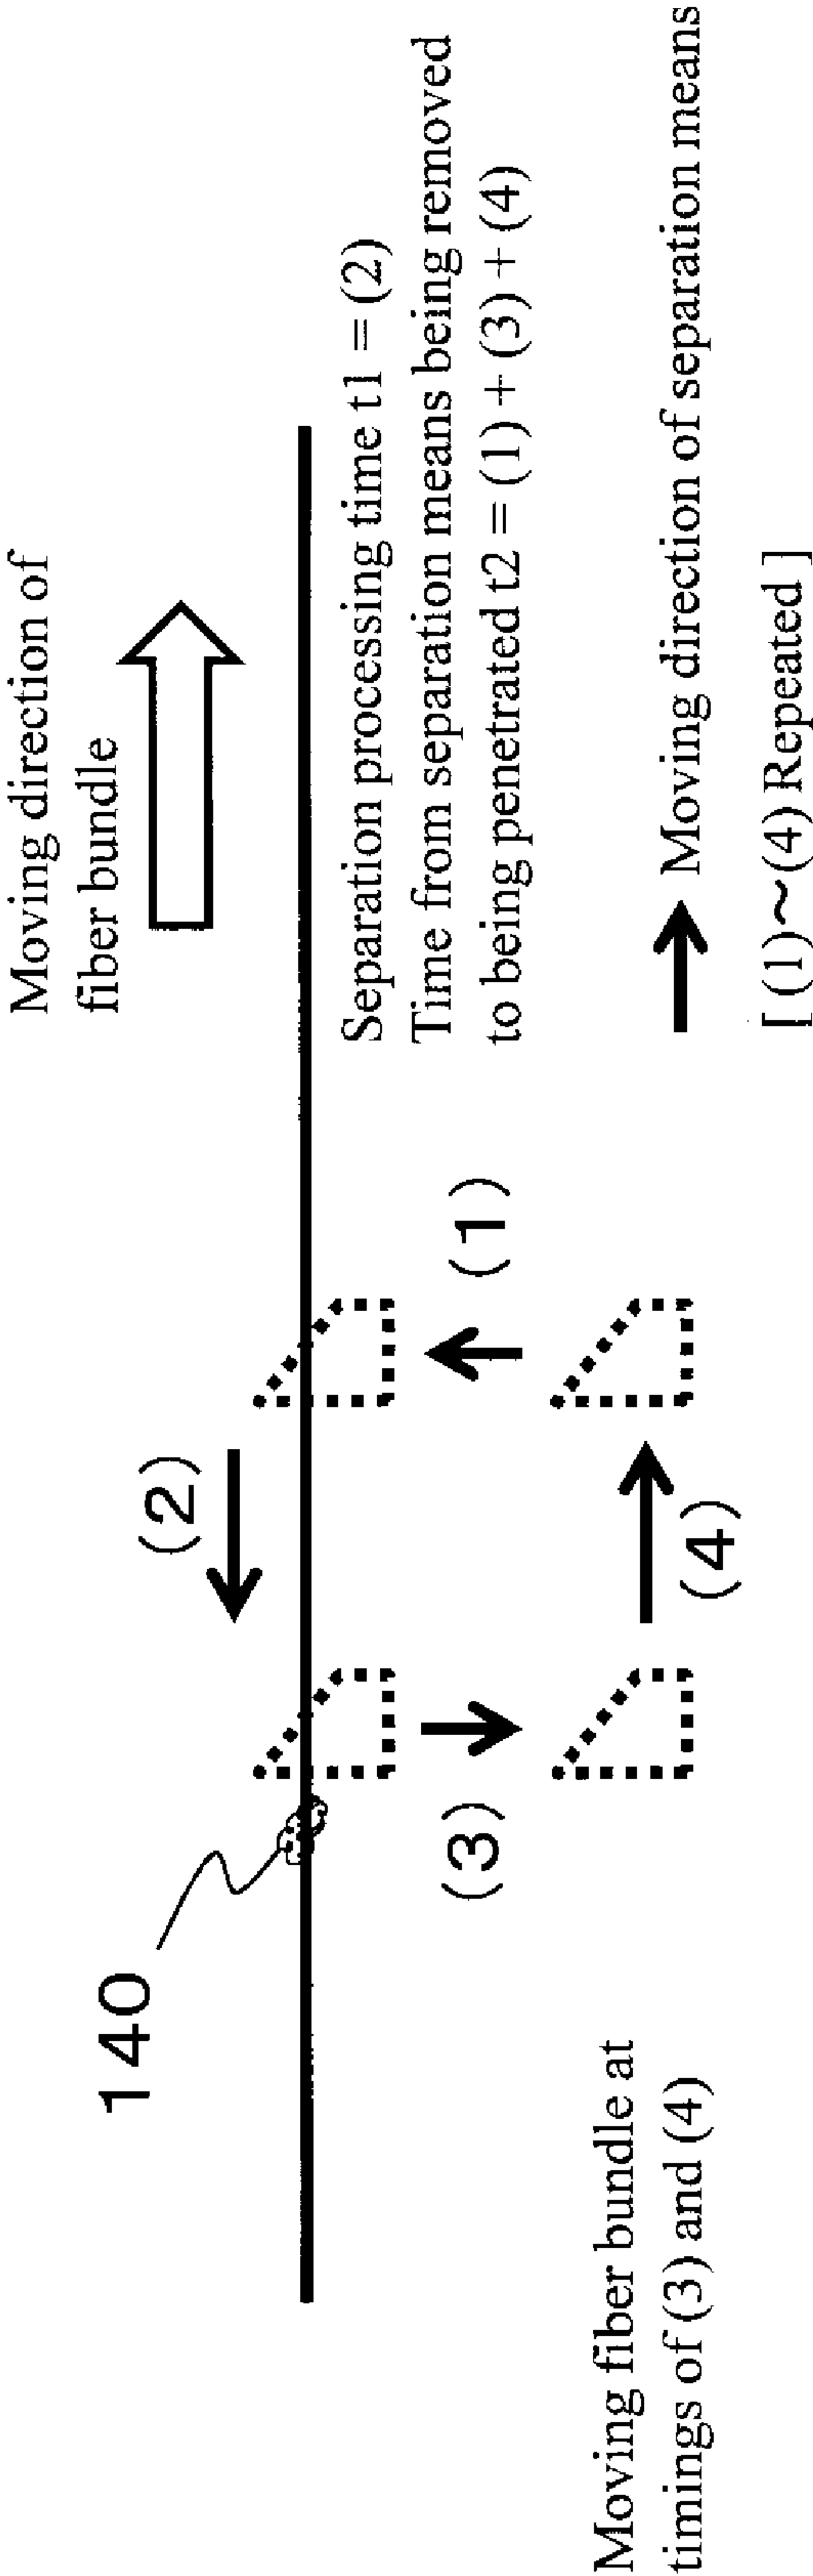 Moving direction of
fiber bundle
140
(2)
(3)
(1)
(4)
Separation processing time t1 = (2)
Time from separation means being removed
to being penetrated t2 = (1) + (3) + (4)
Moving fiber bundle at
timings of (3) and (4)
Moving direction of separation means
[ (1)~(4) Repeated ]